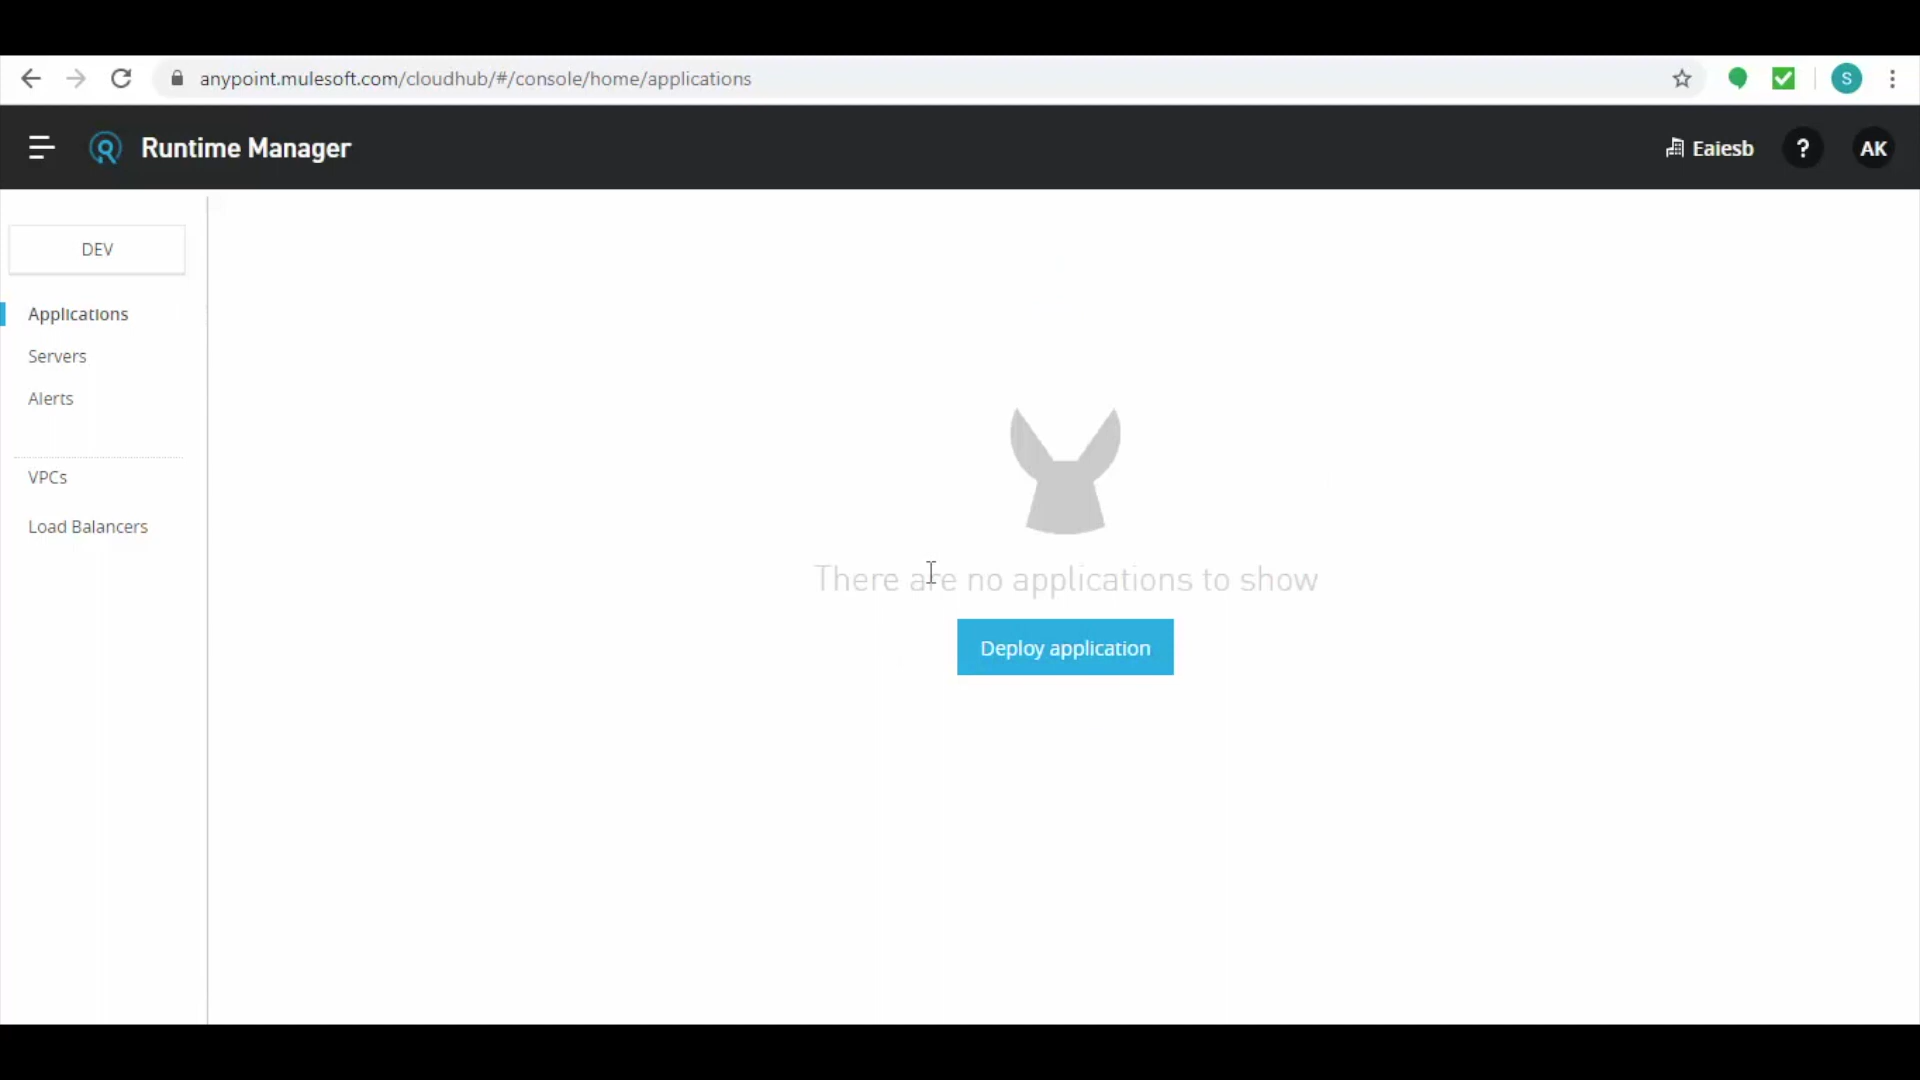 anypoint.mulesoft.com/cloudhub/#/console/home/applications
S
Runtime Manager
Eaiesb
?
AK
DEV
Applications
Servers
Alerts
VPCs
Load Balancers
There are no applications to show
Deploy application